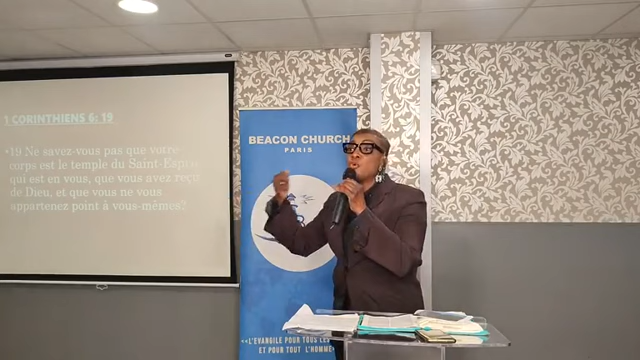 1 CORINTHIENS 6: 19
•19 Ne savez-vous pas que votre
corps est le temple du Saint-Esprit
qui est en vous, que vous avez reçu
de Dieu, et que vous ne vous
appartenez point à vous-mêmes?
BEACON CHURCH
PARIS
«L'EVANGILE POUR TOUS LES
ET POUR TOUT L'HOMME»